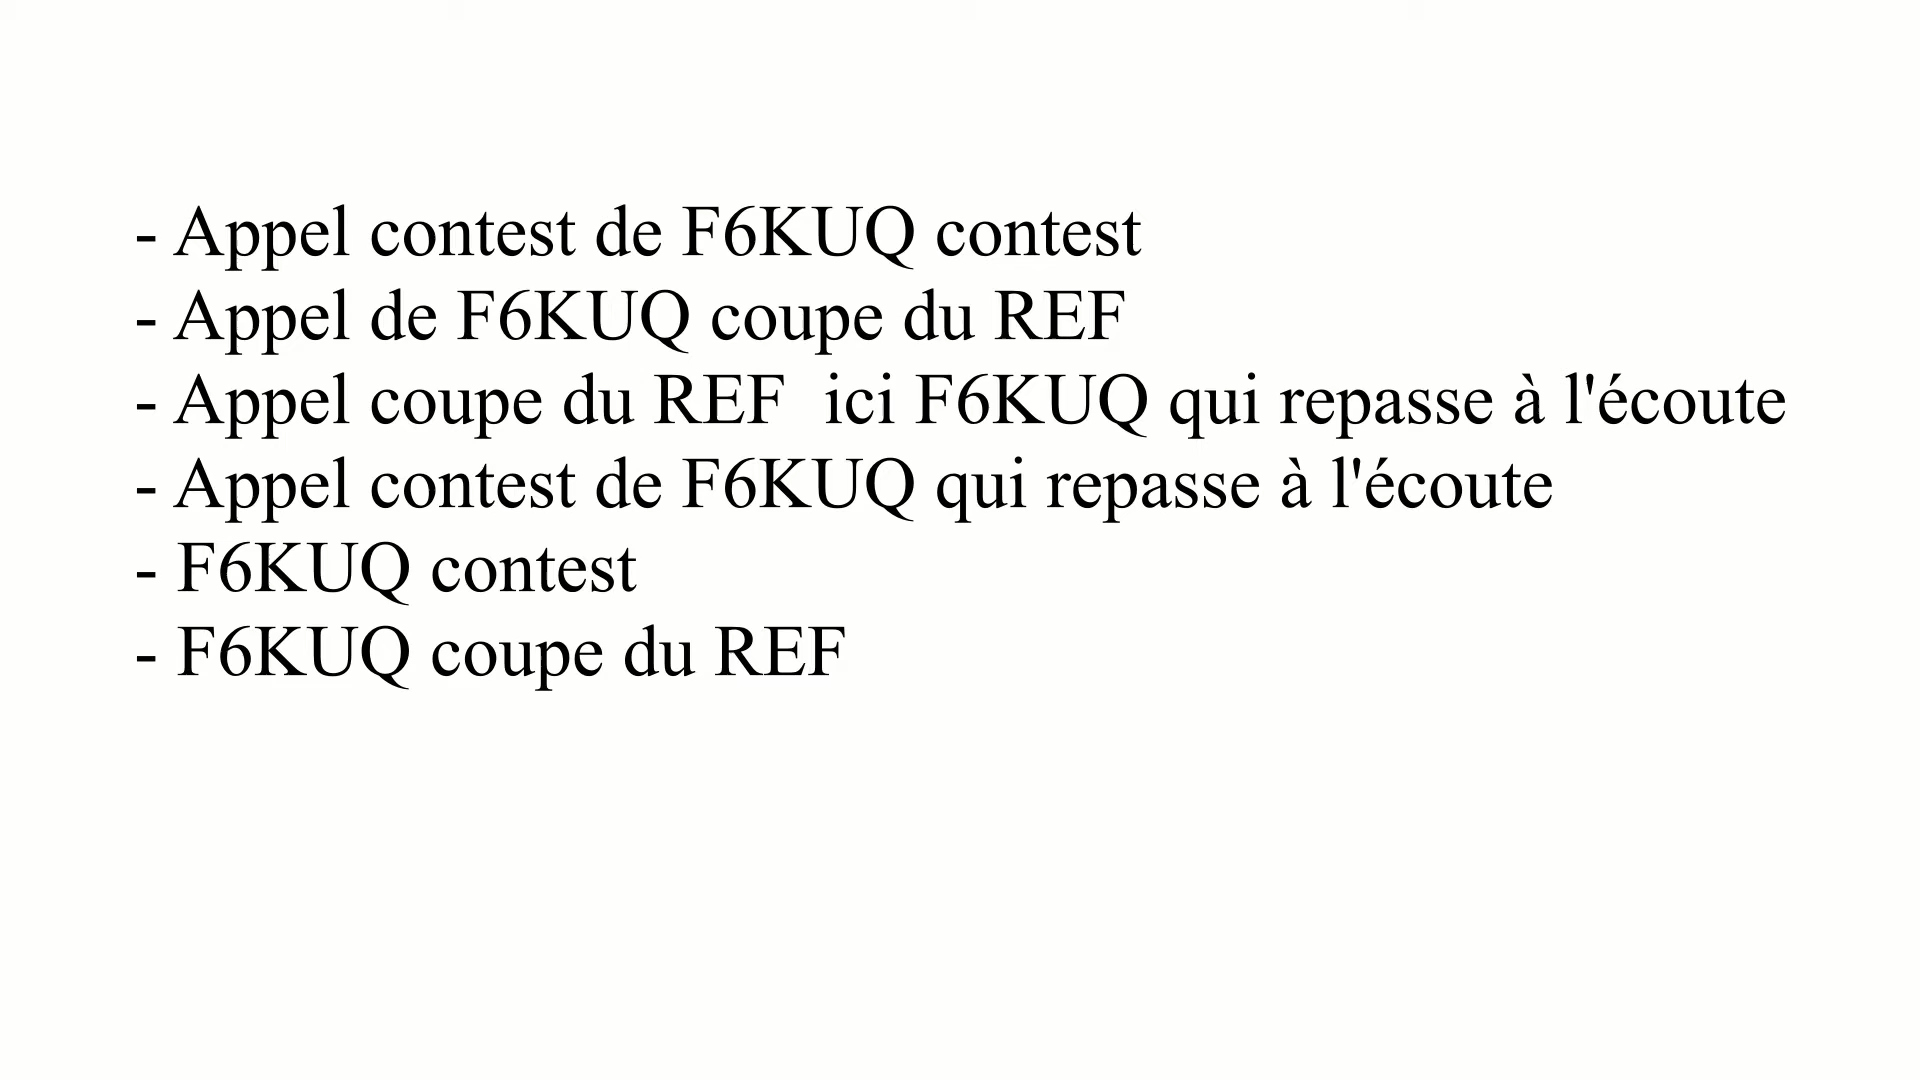 - Appel contest de F6KUQ contest
- Appel de F6KUQ coupe du REF
- Appel coupe du REF  ici F6KUQ qui repasse à l'écoute
- Appel contest de F6KUQ qui repasse à l'écoute
- F6KUQ contest
- F6KUQ coupe du REF